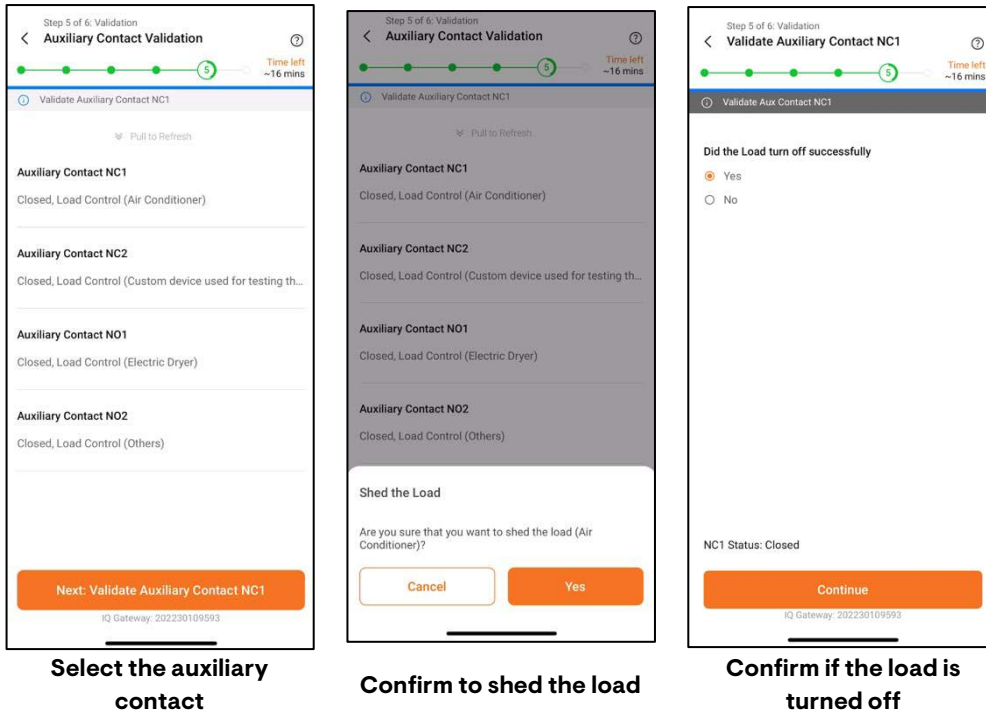 Step 5 of 6: Validation
Auxiliary Contact Validation
5
Time left
~16 mins
Validate Auxiliary Contact NC1
Pull to Refresh
Auxiliary Contact NC1
Closed, Load Control (Air Conditioner)
Auxiliary Contact NC2
Closed, Load Control (Custom device used for testing th...
Auxiliary Contact NO1
Closed, Load Control (Electric Dryer)
Auxiliary Contact NO2
Closed, Load Control (Others)
Next: Validate Auxiliary Contact NC1
IQ Gateway: 202230109593
Select the auxiliary
contact
Step 5 of 6: Validation
Auxiliary Contact Validation
5
Time left
~16 mins
Validate Auxiliary Contact NC1
Pull to Refresh
Auxiliary Contact NC1
Closed, Load Control (Air Conditioner)
Auxiliary Contact NC2
Closed, Load Control (Custom device used for testing th...
Auxiliary Contact NO1
Closed, Load Control (Electric Dryer)
Auxiliary Contact NO2
Closed, Load Control (Others)
Shed the Load
Are you sure that you want to shed the load (Air
Conditioner)?
Cancel
Yes
Confirm to shed the load
Step 5 of 6: Validation
Validate Auxiliary Contact NC1
5
Time left
~16 mins
Validate Aux Contact NC1
Did the Load turn off successfully
Yes
No
NC1 Status: Closed
Continue
IQ Gateway: 202230109593
Confirm if the load is
turned off